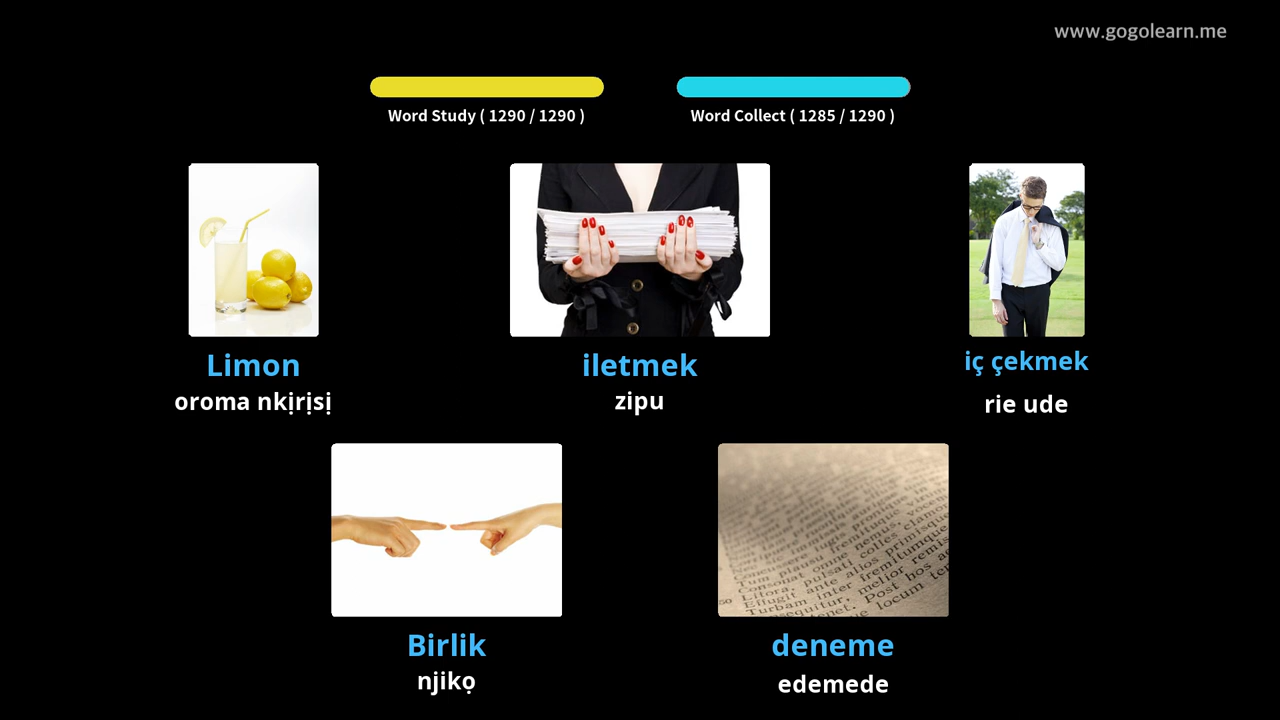 www.gogolearn.me
Word Study ( 1290 / 1290 )
Word Collect ( 1285 / 1290 )
Limon
iletmek
iç çekmek
oroma nkịrịsị
zipu
rie ude
Birlik
deneme
njikọ
edemede